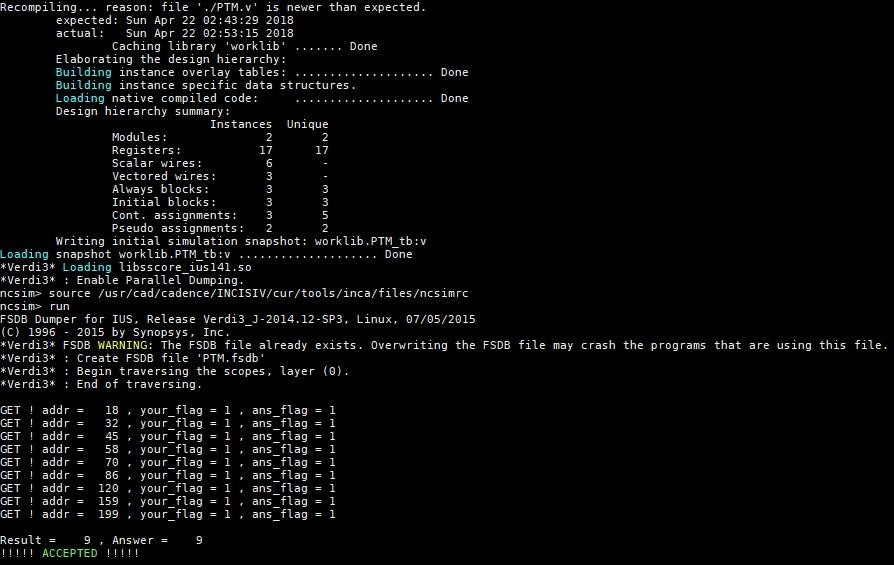 Recompiling... reason: file './PTM.v' is newer than expected.
        expected: Sun Apr 22 02:43:29 2018
        actual:   Sun Apr 22 02:53:15 2018
                Caching library 'worklib' ....... Done
        Elaborating the design hierarchy:
        Building instance overlay tables: .................... Done
        Building instance specific data structures.
        Loading native compiled code:     .................... Done
        Design hierarchy summary:
                              Instances  Unique
                Modules:              2       2
                Registers:           17      17
                Scalar wires:         6       -
                Vectored wires:       3       -
                Always blocks:        3       3
                Initial blocks:       3       3
                Cont. assignments:    3       5
                Pseudo assignments:   2       2
        Writing initial simulation snapshot: worklib.PTM_tb:v
Loading snapshot worklib.PTM_tb:v .................... Done
*Verdi3* Loading libsscore_ius141.so
*Verdi3* : Enable Parallel Dumping.
ncsim> source /usr/cad/cadence/INCISIV/cur/tools/inca/files/ncsimrc
ncsim> run
FSDB Dumper for IUS, Release Verdi3_J-2014.12-SP3, Linux, 07/05/2015
(C) 1996 - 2015 by Synopsys, Inc.
*Verdi3* FSDB WARNING: The FSDB file already exists. Overwriting the FSDB file may crash the programs that are using this file.
*Verdi3* : Create FSDB file 'PTM.fsdb'
*Verdi3* : Begin traversing the scopes, layer (0).
*Verdi3* : End of traversing.

GET ! addr =   18 , your_flag = 1 , ans_flag = 1
GET ! addr =   32 , your_flag = 1 , ans_flag = 1
GET ! addr =   45 , your_flag = 1 , ans_flag = 1
GET ! addr =   58 , your_flag = 1 , ans_flag = 1
GET ! addr =   70 , your_flag = 1 , ans_flag = 1
GET ! addr =   86 , your_flag = 1 , ans_flag = 1
GET ! addr =  120 , your_flag = 1 , ans_flag = 1
GET ! addr =  159 , your_flag = 1 , ans_flag = 1
GET ! addr =  199 , your_flag = 1 , ans_flag = 1

Result =    9 , Answer =    9
!!!!! ACCEPTED !!!!!